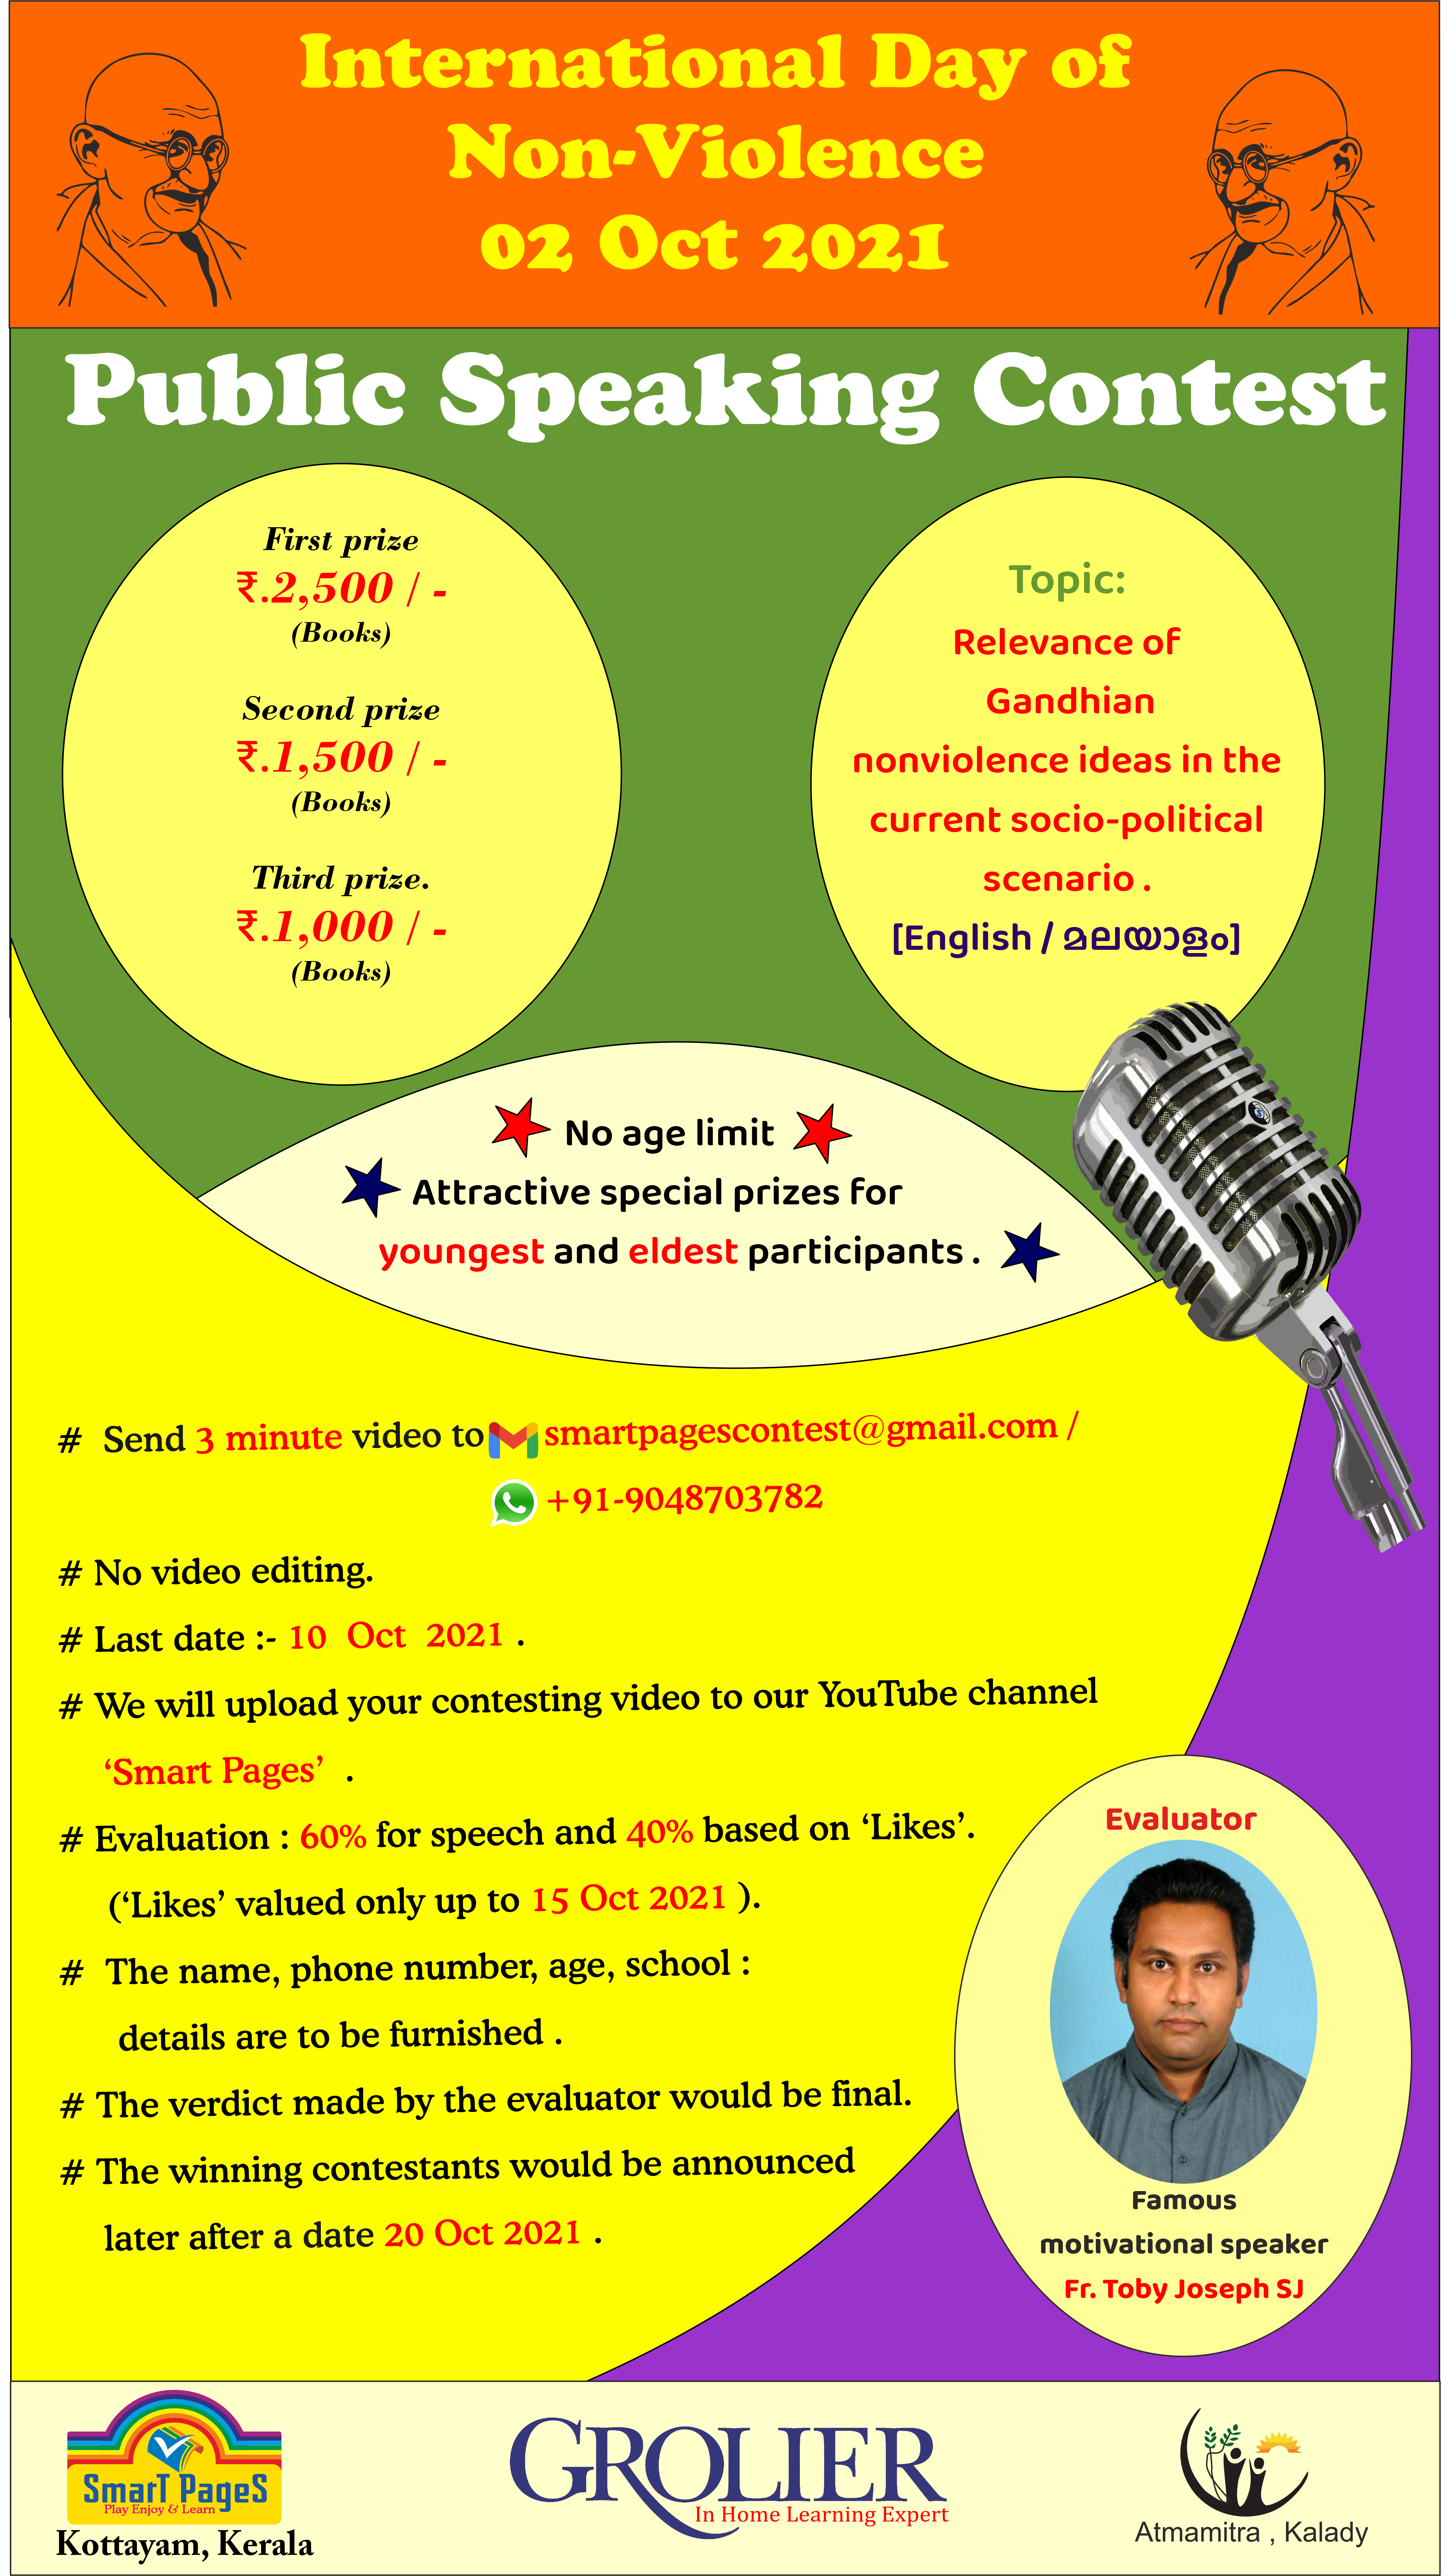 International Day of
Non-Violence
02 Oct 2021
Public Speaking Contest
First prize
₹.2,500 / -
(Books)
Second prize
₹.1,500 / -
(Books)
Third prize.
₹.1,000 / -
(Books)
Topic:
Relevance of
Gandhian
nonviolence ideas in the
current socio-political
scenario .
[English / മലയാളം]
No age limit
Attractive special prizes for
youngest and eldest participants .
# Send 3 minute video to smartpagescontest@gmail.com /
+91-9048703782
# No video editing.
# Last date :- 10 Oct 2021 .
# We will upload your contesting video to our YouTube channel
‘Smart Pages’ .
# Evaluation : 60% for speech and 40% based on ‘Likes’.
(‘Likes’ valued only up to 15 Oct 2021 ).
# The name, phone number, age, school :
details are to be furnished .
# The verdict made by the evaluator would be final.
# The winning contestants would be announced
later after a date 20 Oct 2021 .
Evaluator
Famous
motivational speaker
Fr. Toby Joseph SJ
SmarT PageS
Play Enjoy & Learn
Kottayam, Kerala
GROLIER
In Home Learning Expert
Atmamitra , Kalady